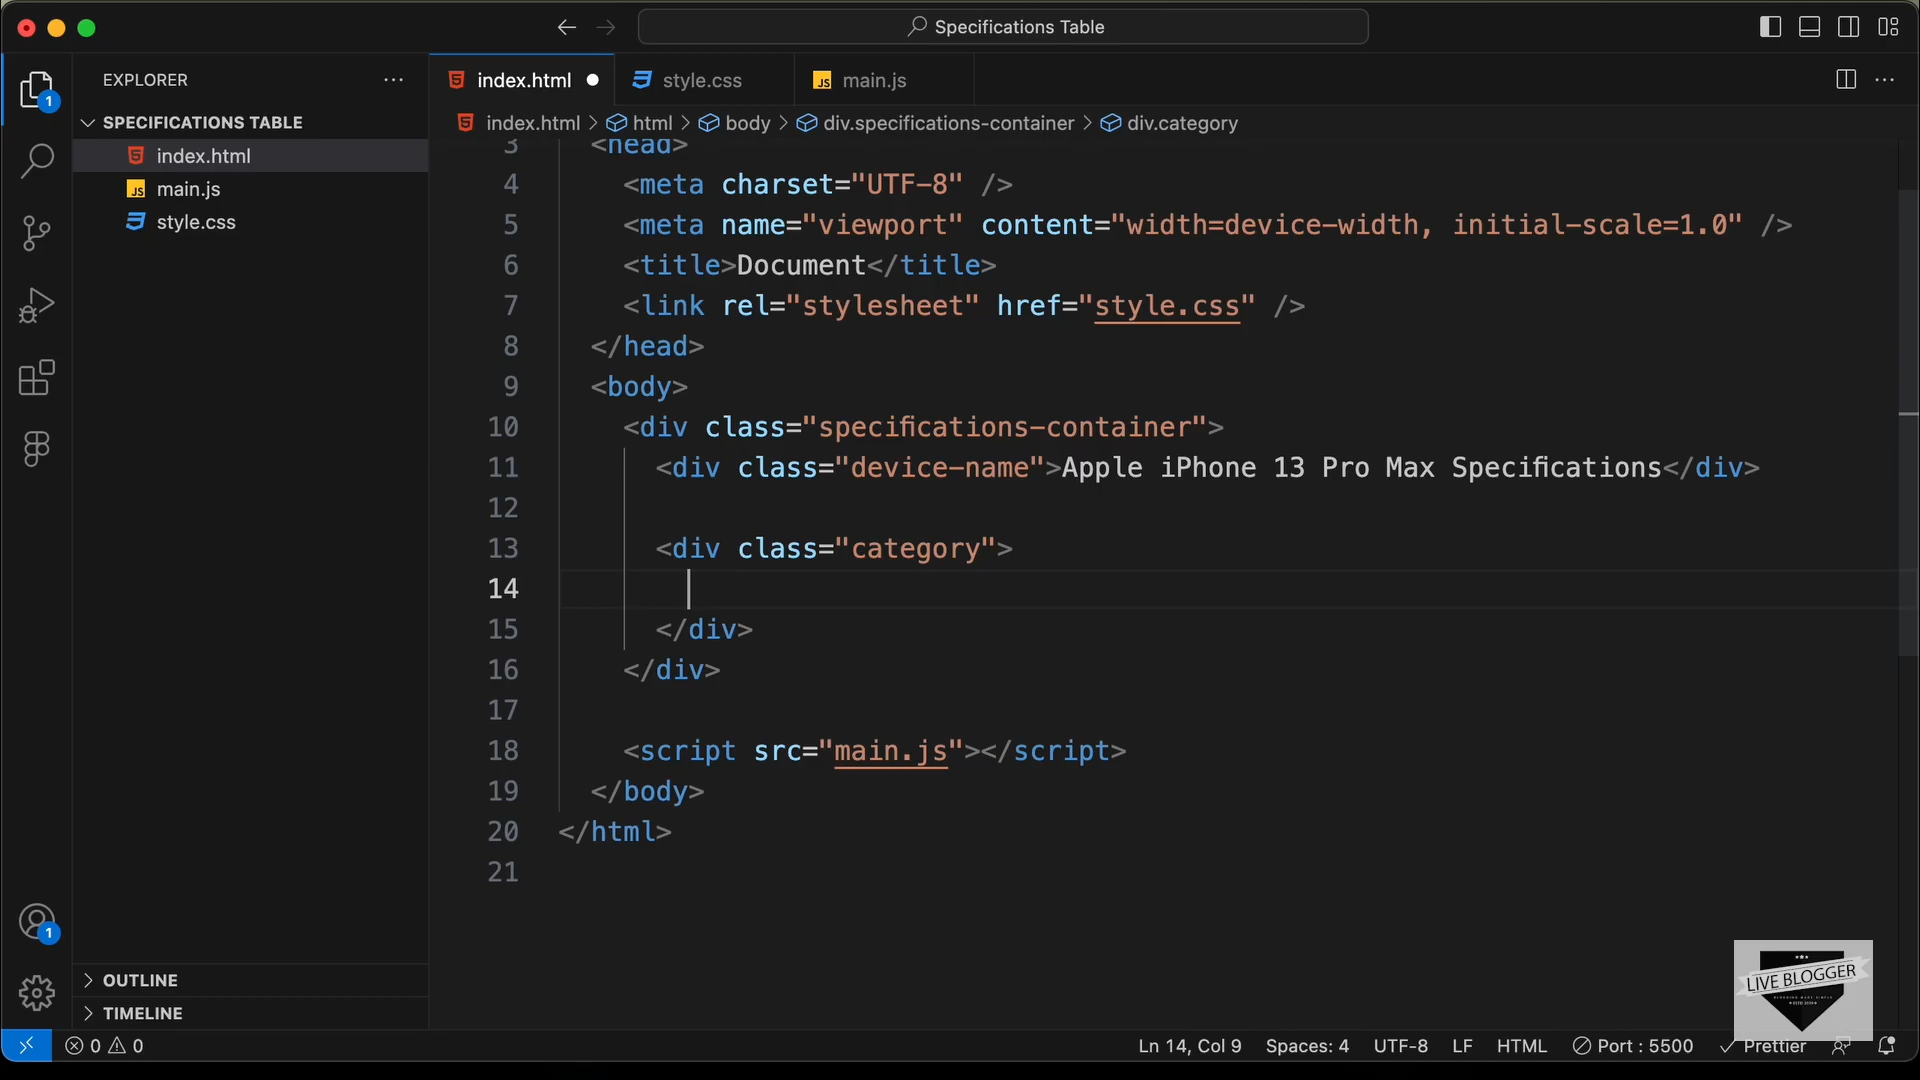 Specifications Table
EXPLORER
SPECIFICATIONS TABLE
index.html
main.js
style.css
OUTLINE
TIMELINE
1
1
index.html
style.css
main.js
index.html > html > body > div.specifications-container > div.category
3 <head>
4 <meta charset="UTF-8" />
5 <meta name="viewport" content="width=device-width, initial-scale=1.0" />
6 <title>Document</title>
7 <link rel="stylesheet" href="style.css" />
8 </head>
9 <body>
10 <div class="specifications-container">
11 <div class="device-name">Apple iPhone 13 Pro Max Specifications</div>
12
13 <div class="category">
14
15 </div>
16 </div>
17
18 <script src="main.js"></script>
19 </body>
20 </html>
21
LIVE BLOGGER
0 0 Ln 14, Col 9 Spaces: 4 UTF-8 LF HTML Port : 5500 Prettier